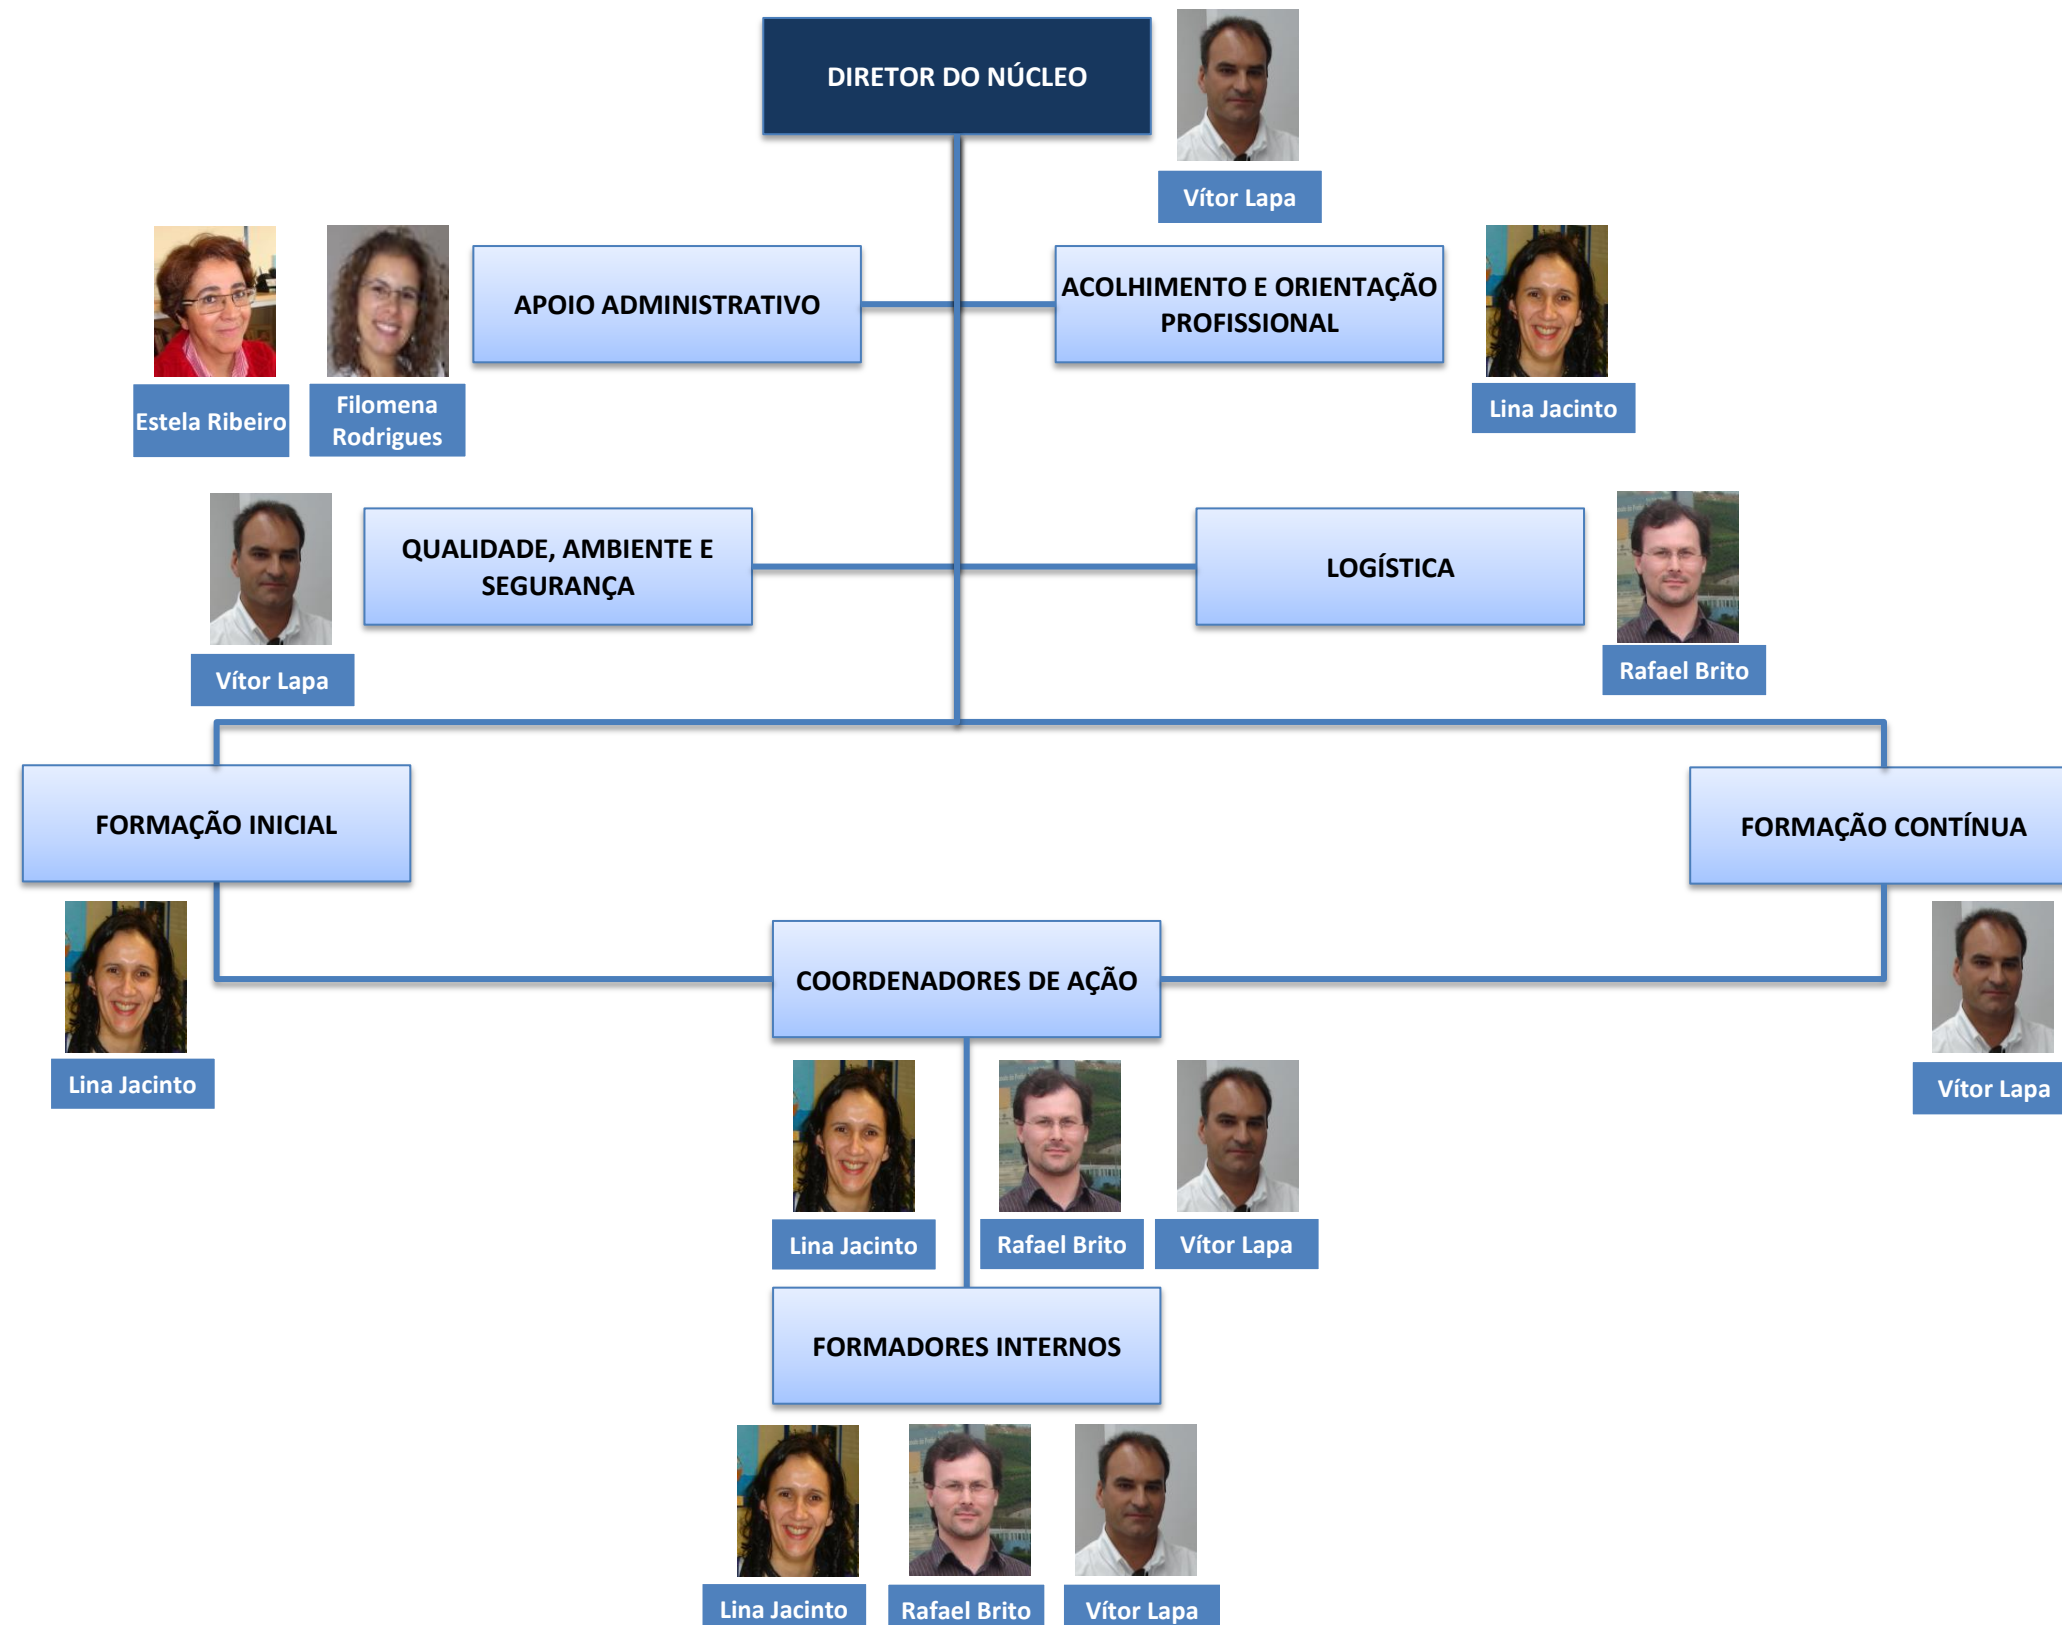 DIRETOR DO NÚCLEO
Vítor Lapa
APOIO ADMINISTRATIVO
ACOLHIMENTO E ORIENTAÇÃO
PROFISSIONAL
Estela Ribeiro
Filomena
Rodrigues
Lina Jacinto
QUALIDADE, AMBIENTE E
SEGURANÇA
LOGÍSTICA
Vítor Lapa
Rafael Brito
FORMAÇÃO INICIAL
FORMAÇÃO CONTÍNUA
COORDENADORES DE AÇÃO
Lina Jacinto
Vítor Lapa
Lina Jacinto
Rafael Brito
Vítor Lapa
FORMADORES INTERNOS
Lina Jacinto
Rafael Brito
Vítor Lapa